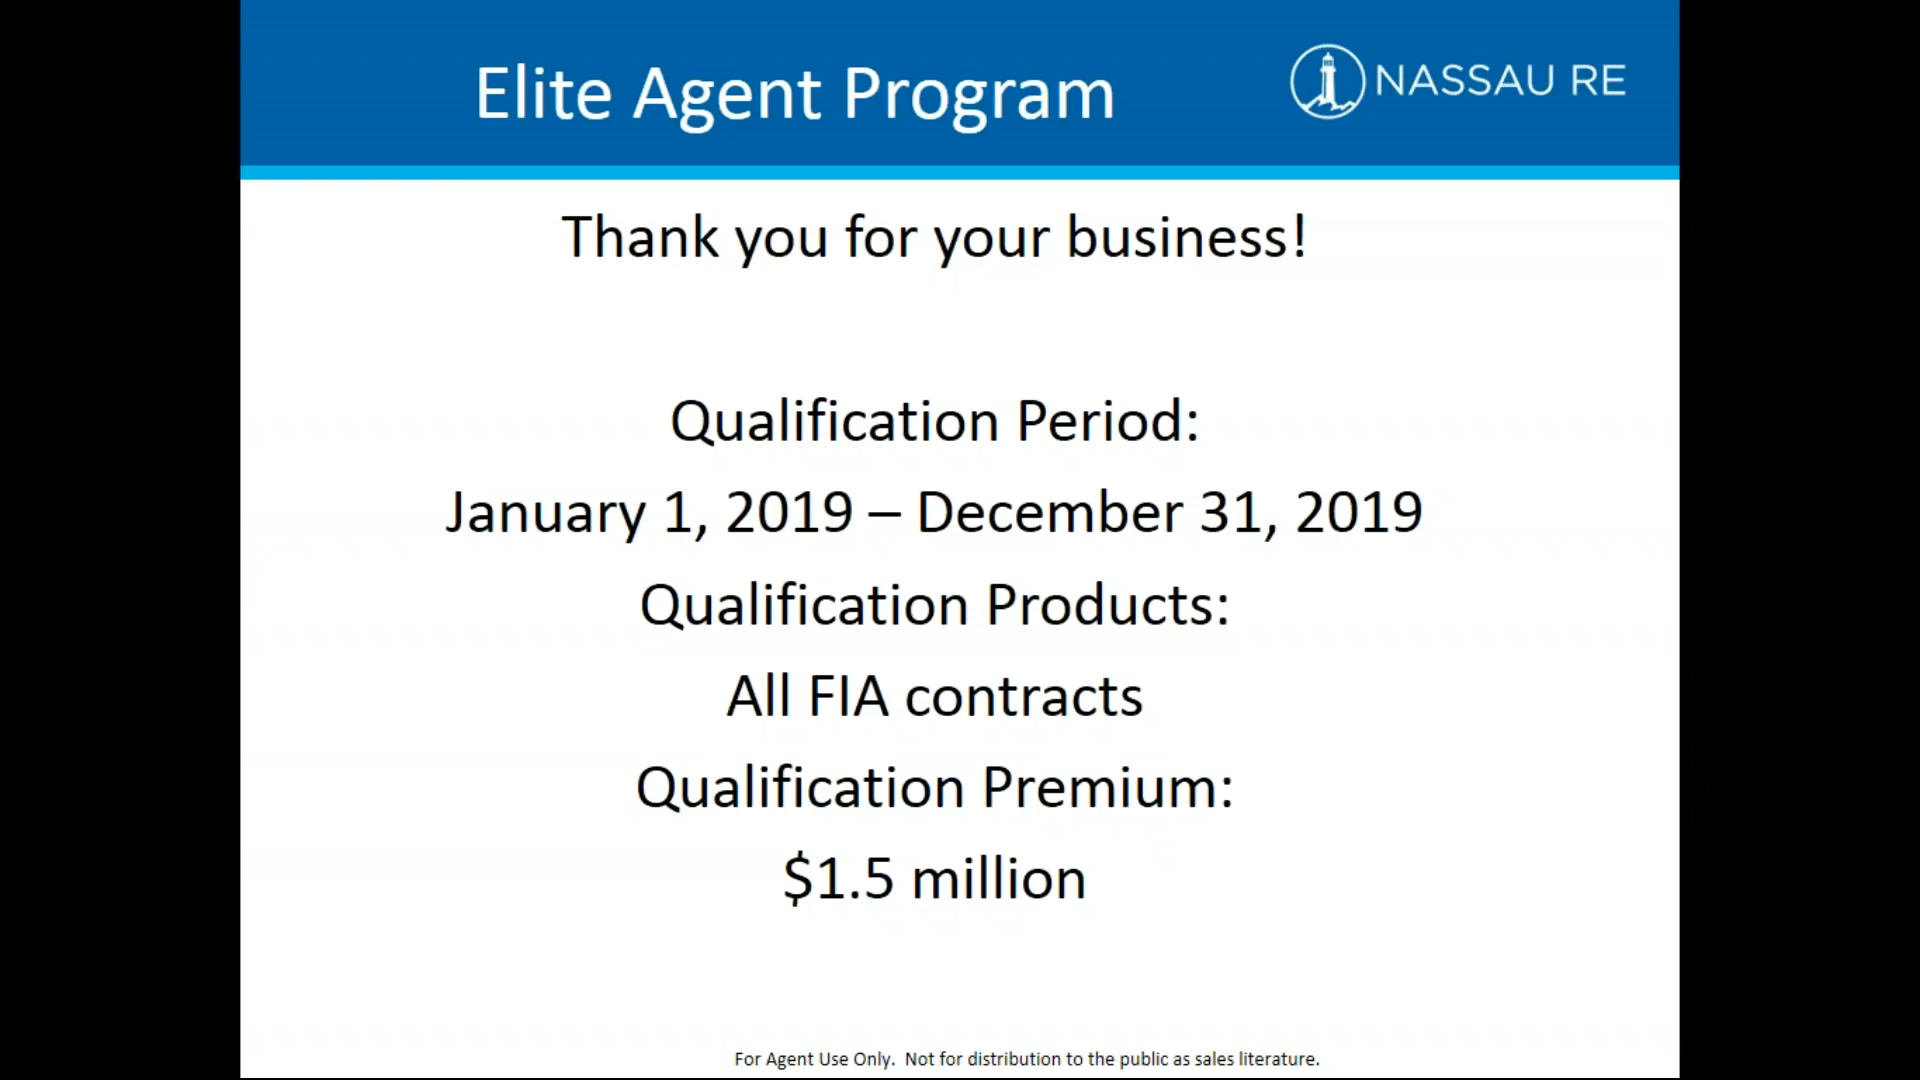 Elite Agent Program
NASSAU RE
Thank you for your business!
Qualification Period:
January 1, 2019 – December 31, 2019
Qualification Products:
All FIA contracts
Qualification Premium:
$1.5 million
For Agent Use Only.  Not for distribution to the public as sales literature.